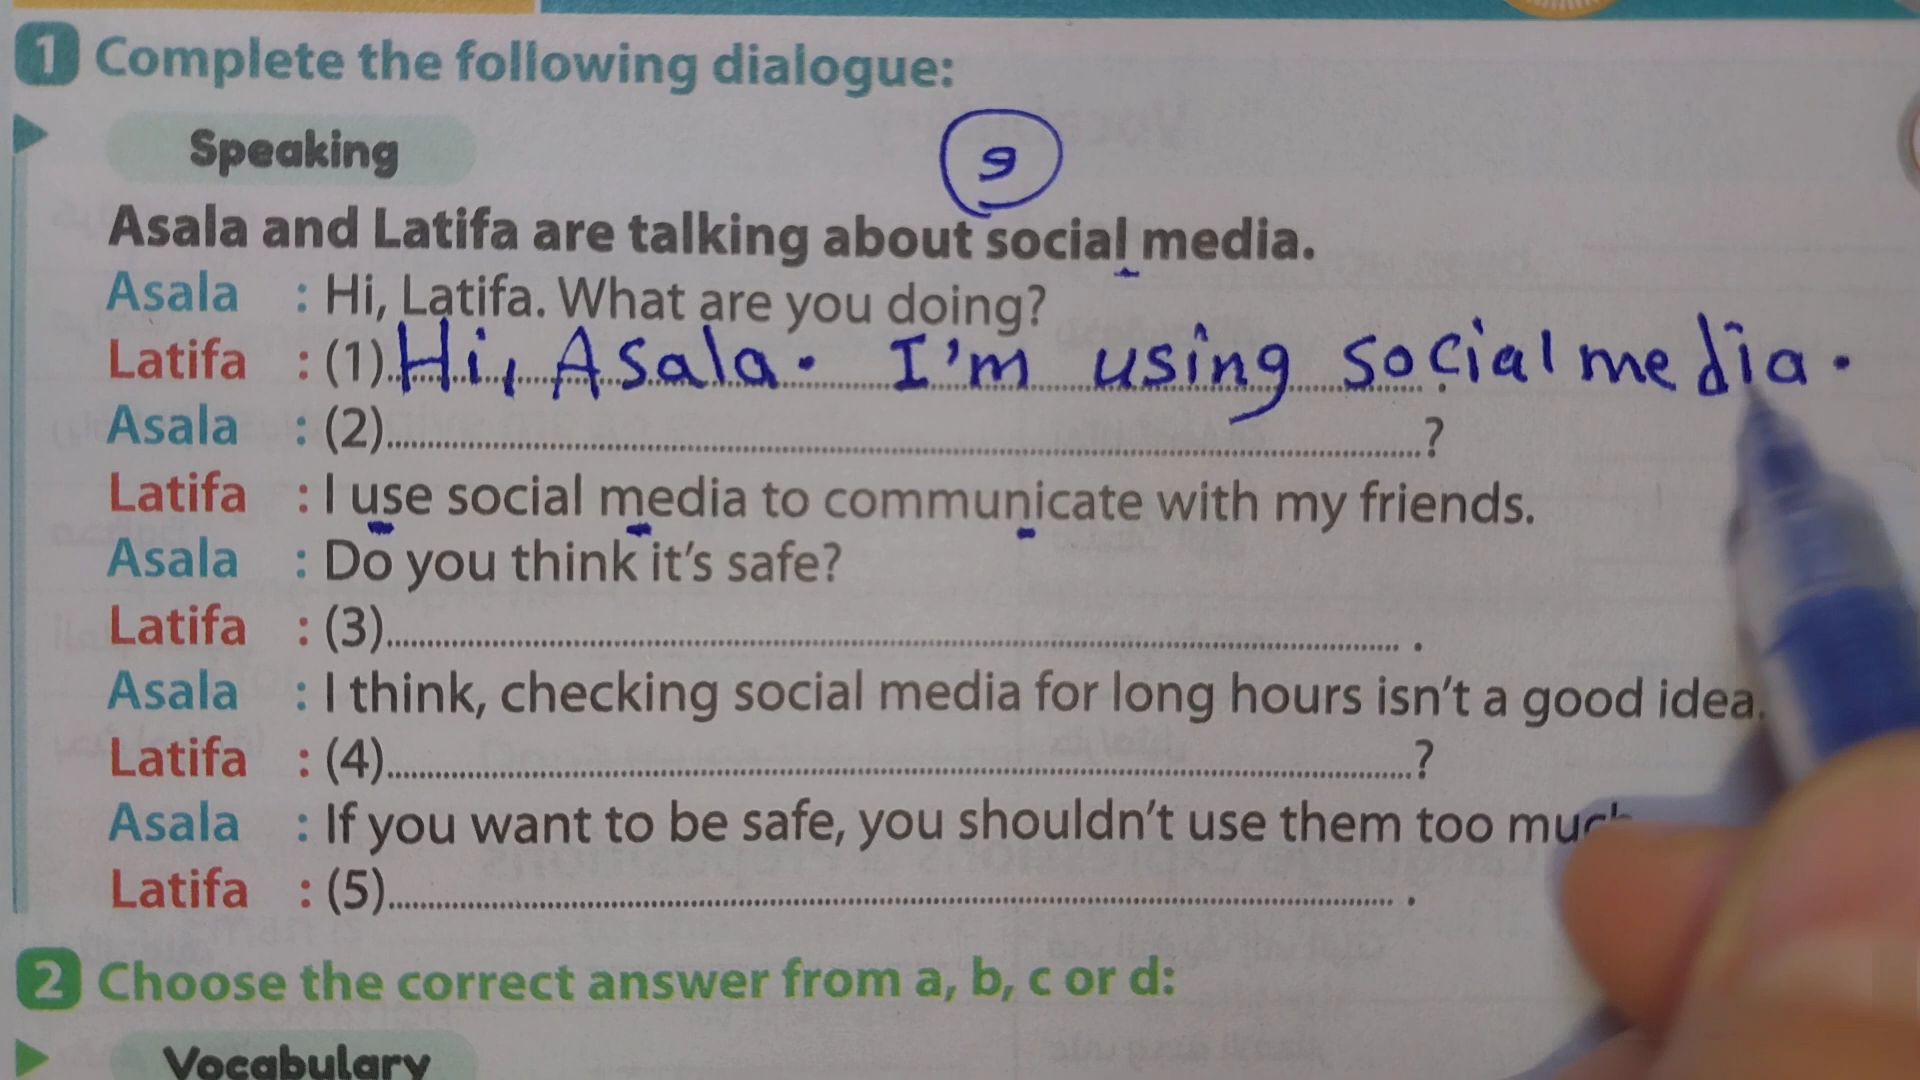 1 Complete the following dialogue:
Speaking
9
Asala and Latifa are talking about social media.
Asala : Hi, Latifa. What are you doing?
Latifa : (1) Hi, Asala. I'm using social media.
Asala : (2)........?
Latifa : I use social media to communicate with my friends.
Asala : Do you think it's safe?
Latifa : (3)........ .
Asala : I think, checking social media for long hours isn't a good idea.
Latifa : (4)........?
Asala : If you want to be safe, you shouldn't use them too much
Latifa : (5)........ .
2 Choose the correct answer from a, b, c or d:
Vocabulary